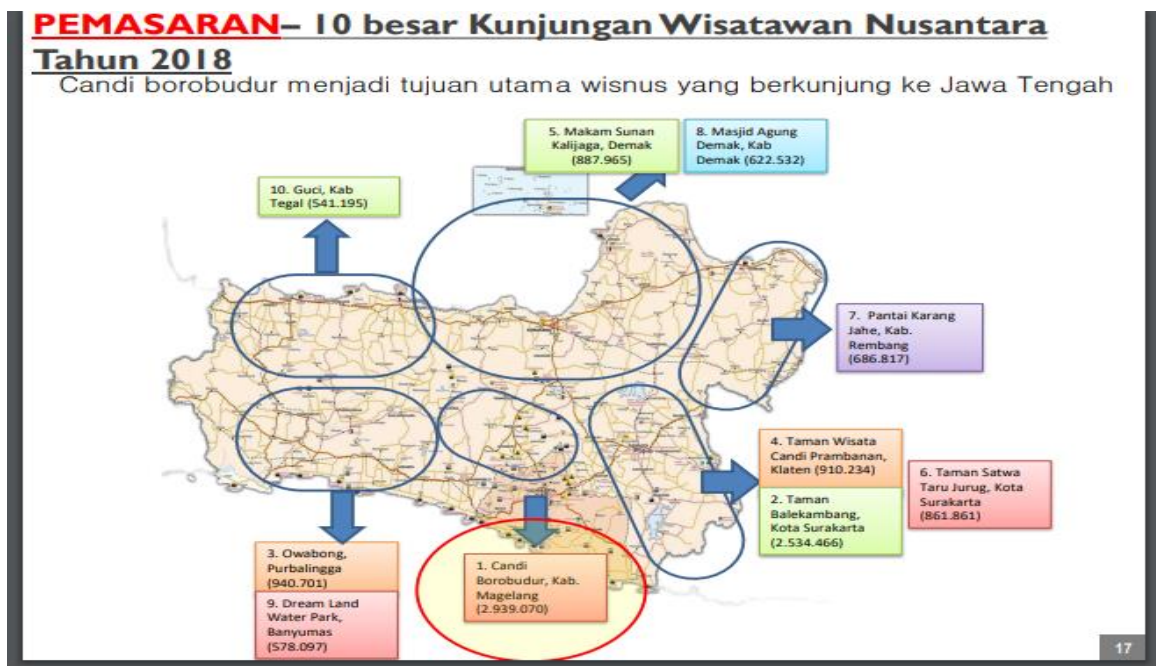 PEMASARAN– 10 besar Kunjungan Wisatawan Nusantara
Tahun 2018
Candi borobudur menjadi tujuan utama wisnus yang berkunjung ke Jawa Tengah
5. Makam Sunan
Kalijaga, Demak
(887.965)
8. Masjid Agung
Demak, Kab
Demak (622.532)
10. Guci, Kab
Tegal (541.195)
7. Pantai Karang
Jahe, Kab.
Rembang
(686.817)
4. Taman Wisata
Candi Prambanan,
Klaten (910.234)
6. Taman Satwa
Taru Jurug, Kota
Surakarta
(861.861)
2. Taman
Balekambang,
Kota Surakarta
(2.534.466)
3. Owabong,
Purbalingga
(940.701)
1. Candi
Borobudur, Kab.
Magelang
(2.939.070)
9. Dream Land
Water Park,
Banyumas
(578.097)
17